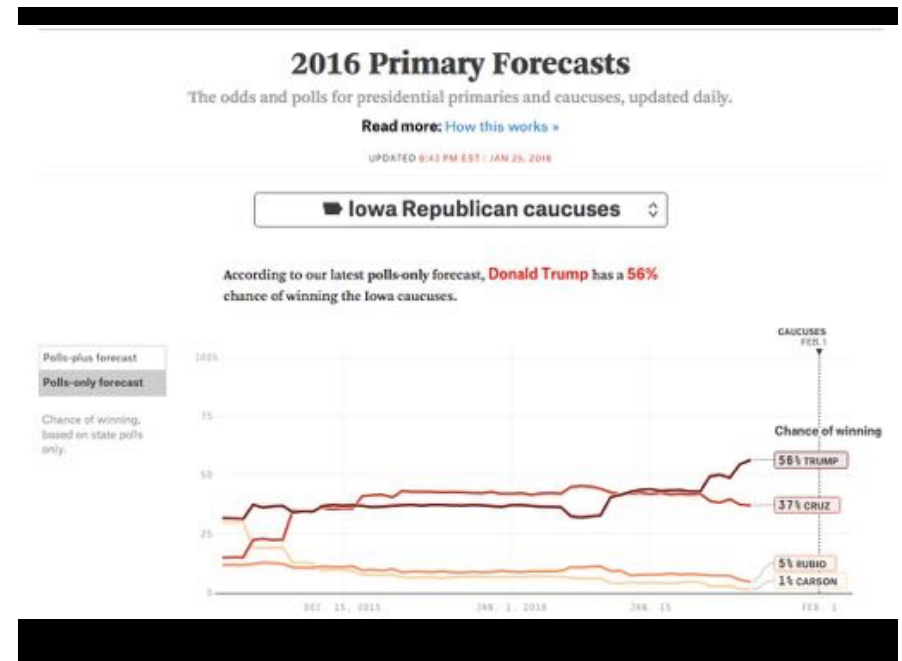 2016 Primary Forecasts
The odds and polls for presidential primaries and caucuses, updated daily.
Read more: How this works »
UPDATED 6:43 PM EST | JAN 25, 2016
Iowa Republican caucuses
According to our latest polls-only forecast, Donald Trump has a 56%
chance of winning the Iowa caucuses.
Polls-plus forecast
Polls-only forecast
Chance of winning,
based on state polls
only.
CAUCUSES
FEB. 1
100%
75
50
25
0
Chance of winning
56% TRUMP
37% CRUZ
5% RUBIO
1% CARSON
DEC. 15, 2015
JAN. 1, 2016
JAN. 15
FEB. 1